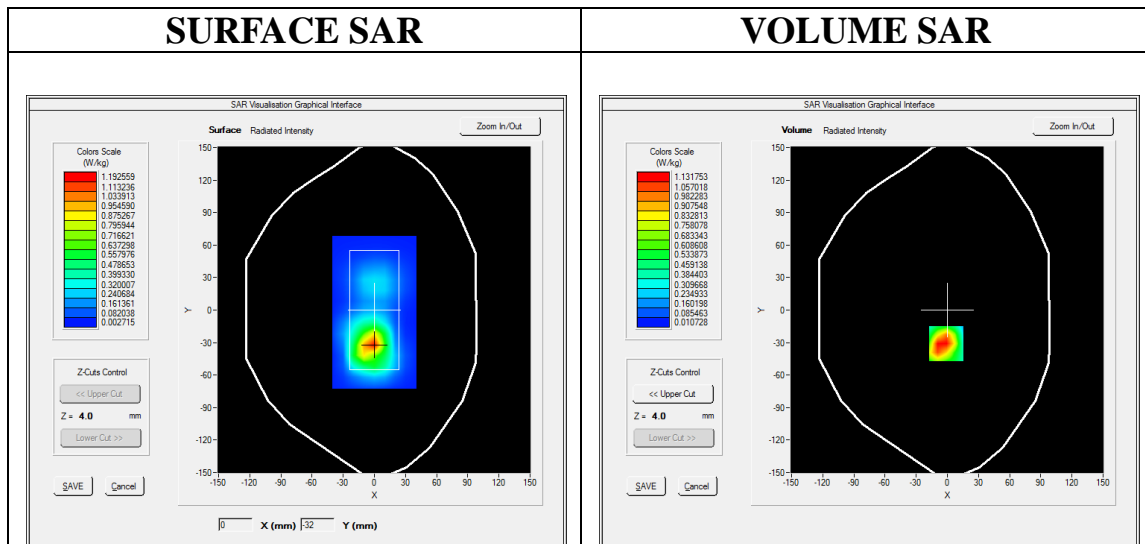 SURFACE SAR
VOLUME SAR
SAR Visualisation Graphical Interface
Surface Radiated Intensity
Zoom In/Out
Colors Scale
(W/kg)
1.192559
1.113236
1.033913
0.954590
0.875267
0.795944
0.716621
0.637298
0.557976
0.478653
0.399330
0.320007
0.240684
0.161361
0.082038
0.002715
Z-Cuts Control
<< Upper Cut
Z = 4.0 mm
Lower Cut >>
SAVE
Cancel
150
120
90
60
30
0
-30
-60
-90
-120
-150
Y
-150 -120 -90 -60 -30 0 30 60 90 120 150
X
0 X (mm) -32 Y (mm)
SAR Visualisation Graphical Interface
Volume Radiated Intensity
Zoom In/Out
Colors Scale
(W/kg)
1.131753
1.057018
0.982283
0.907548
0.832813
0.758078
0.683343
0.608608
0.533873
0.459138
0.384403
0.309668
0.234933
0.160198
0.085463
0.010728
Z-Cuts Control
<< Upper Cut
Z = 4.0 mm
Lower Cut >>
SAVE
Cancel
150
120
90
60
30
0
-30
-60
-90
-120
-150
Y
-150 -120 -90 -60 -30 0 30 60 90 120 150
X